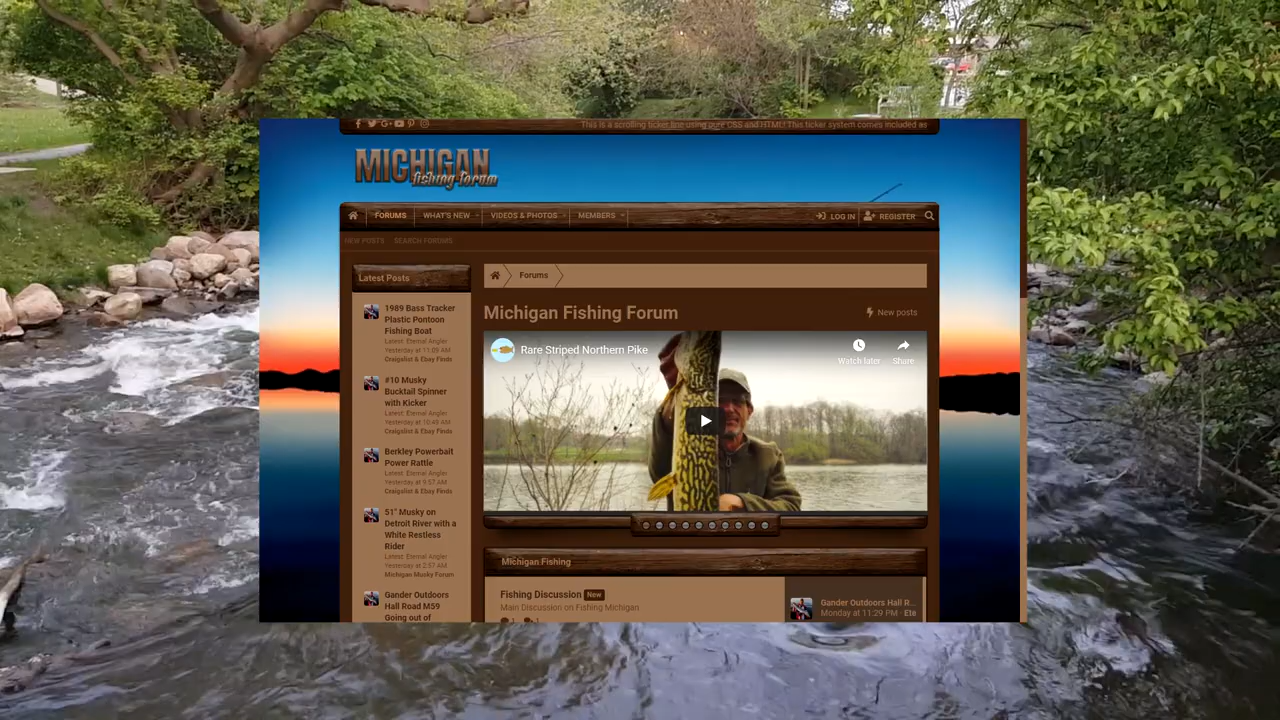 This is a scrolling ticker line using pure CSS and HTML! This ticker system comes included as
MICHIGAN
fishing forum
FORUMS WHAT'S NEW VIDEOS & PHOTOS MEMBERS LOG IN REGISTER
NEW POSTS SEARCH FORUMS
Latest Posts
1989 Bass Tracker
Plastic Pontoon
Fishing Boat
Latest: Eternal Angler
Yesterday at 11:09 AM
Craigslist & Ebay Finds
#10 Musky
Bucktail Spinner
with Kicker
Latest: Eternal Angler
Yesterday at 10:49 AM
Craigslist & Ebay Finds
Berkley Powerbait
Power Rattle
Latest: Eternal Angler
Yesterday at 9:57 AM
Craigslist & Ebay Finds
51" Musky on
Detroit River with a
White Restless
Rider
Latest: Eternal Angler
Yesterday at 2:57 AM
Michigan Musky Forum
Gander Outdoors
Hall Road M59
Going out of
Forums
Michigan Fishing Forum
New posts
Rare Striped Northern Pike
Watch later Share
Michigan Fishing
Fishing Discussion New
Main Discussion on Fishing Michigan
Gander Outdoors Hall R...
Monday at 11:29 PM · Ete